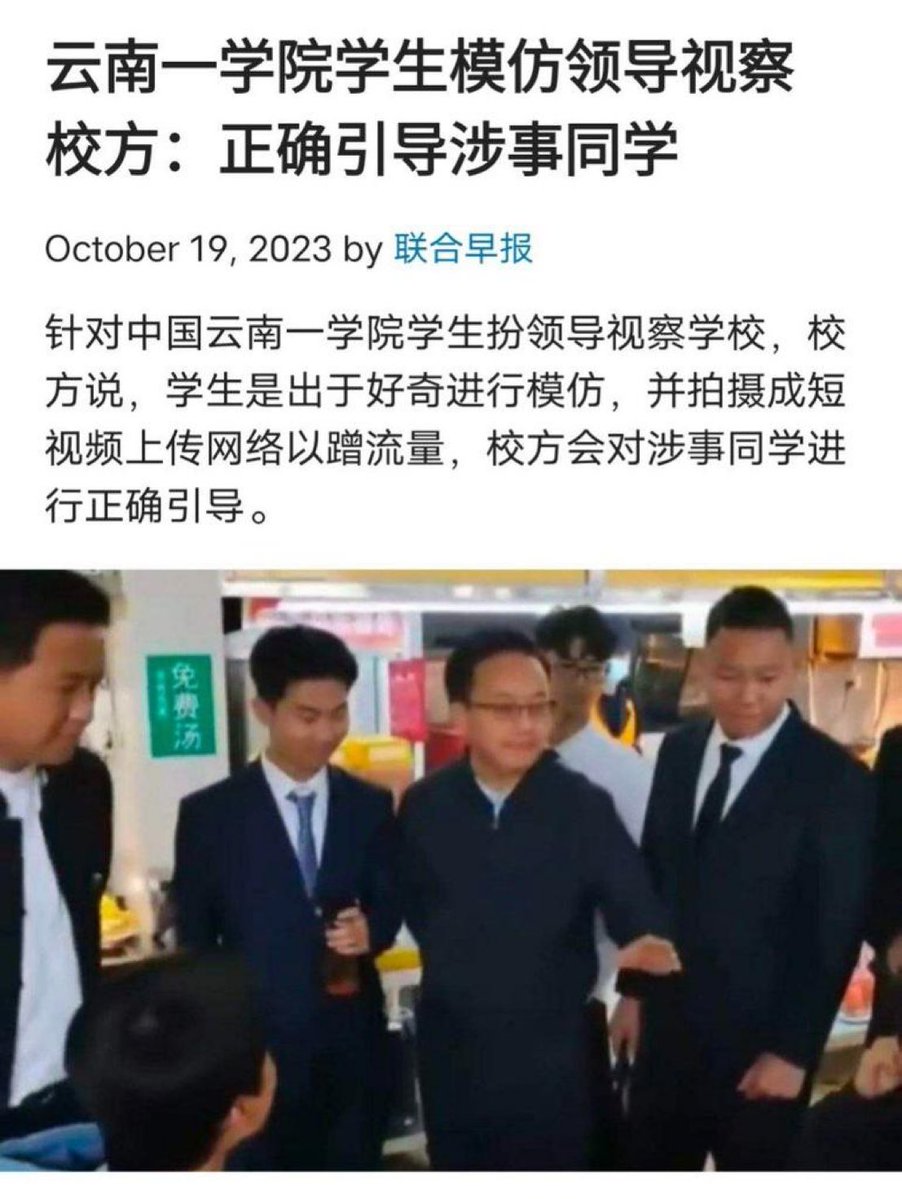 云南一学院学生模仿领导视察
校方：正确引导涉事同学
October 19, 2023 by 联合早报
针对中国云南一学院学生扮领导视察学校，校
方说，学生是出于好奇进行模仿，并拍摄成短
视频上传网络以蹭流量，校方会对涉事同学进
行正确引导。
免费汤